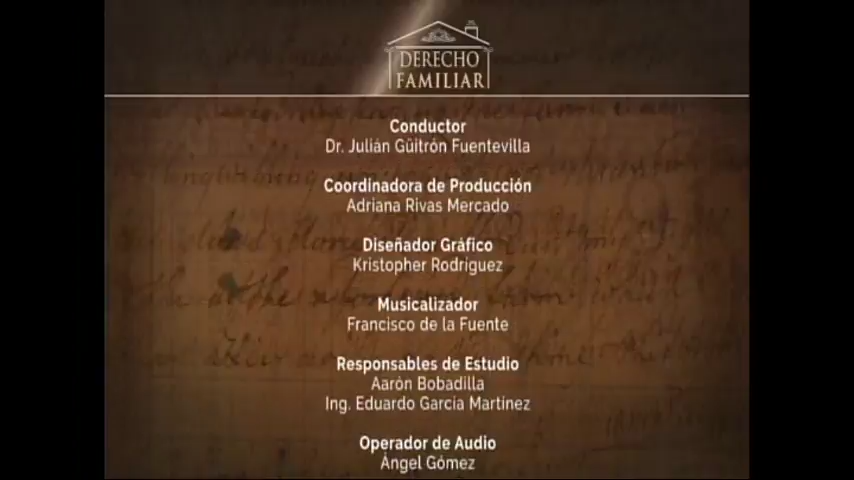 DERECHO
FAMILIAR
Conductor
Dr. Julián Güitrón Fuentevilla
Coordinadora de Producción
Adriana Rivas Mercado
Diseñador Gráfico
Kristopher Rodríguez
Musicalizador
Francisco de la Fuente
Responsables de Estudio
Aarón Bobadilla
Ing. Eduardo García Martínez
Operador de Audio
Ángel Gómez